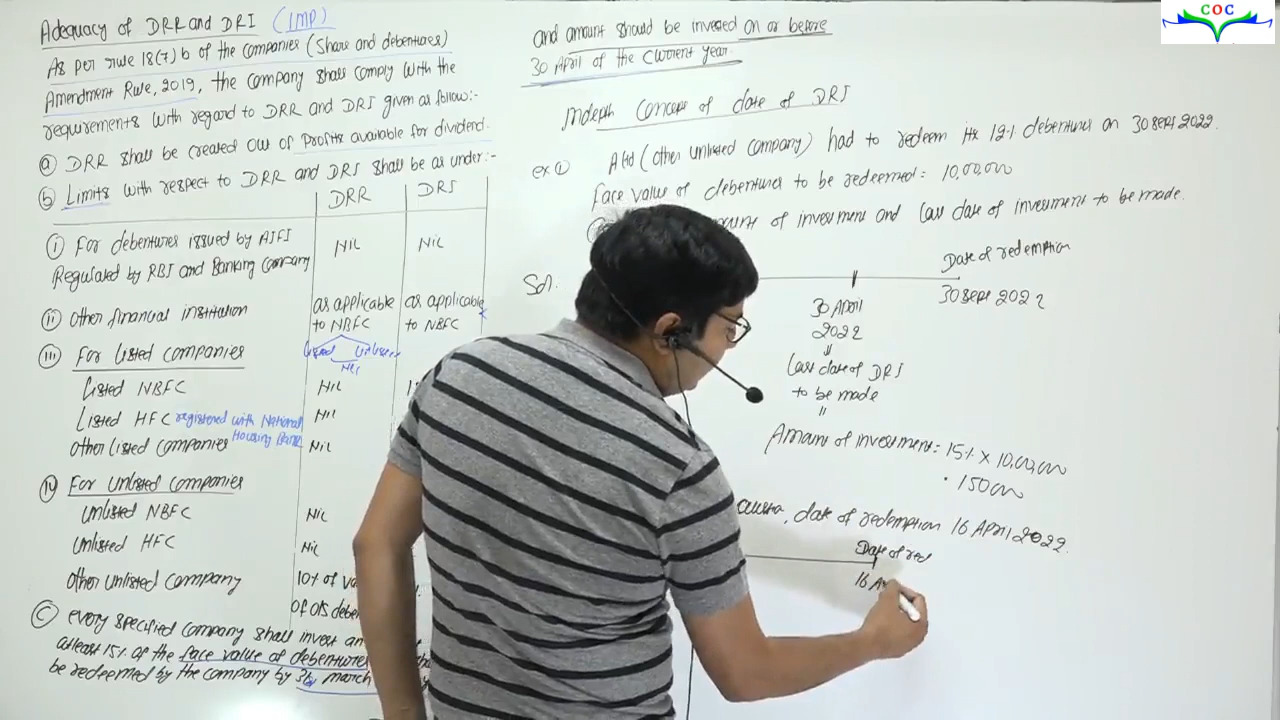 Adequacy of DRR and DRI (IMP)
As per rule 18(7) b of the companies (Share and debentures)
Amendment Rule, 2019, the company shall comply with the
requirements with regard to DRR and DRI given as follow:-
(a) DRR shall be created out of Profits available for dividend.
(b) Limits with respect to DRR and DRI shall be as under:-
DRR DRI
(i) for debentures issued by AIFI Nil Nil
Regulated by RBI and Banking company
(ii) Other financial institution as applicable to NBFC as applicable to NBFC
Listed unlisted
Nil
(iii) For listed companies
Listed NBFC Nil
Listed HFC registered with National Housing Bank Nil
Other Listed companies Nil
(iv) For Unlisted Companies
Unlisted NBFC Nil
Unlisted HFC Nil
Other unlisted company 10% of
of o/s
(c) every specified company shall invest
atleast 15% of the face value of debentures
be redeemed by the company by 31 march
COC
and amount should be invested on or before
30 April of the current year.
Indepth concept of date of DRI
ex (1) A ltd (other unlisted company) had to redeem its 12% debentures on 30 Sept 2022.
face value of debentures to be redeemed = 10,00,000
of investment and last date of investment to be made.
Sol.
Date of redemption
30 April 2022
30 Sept 2022
"
Last date of DRI
to be made
"
Amount of investment = 15% X 10,00,000
150000
date of redemption 16 April 2022.
Date of red
16 A